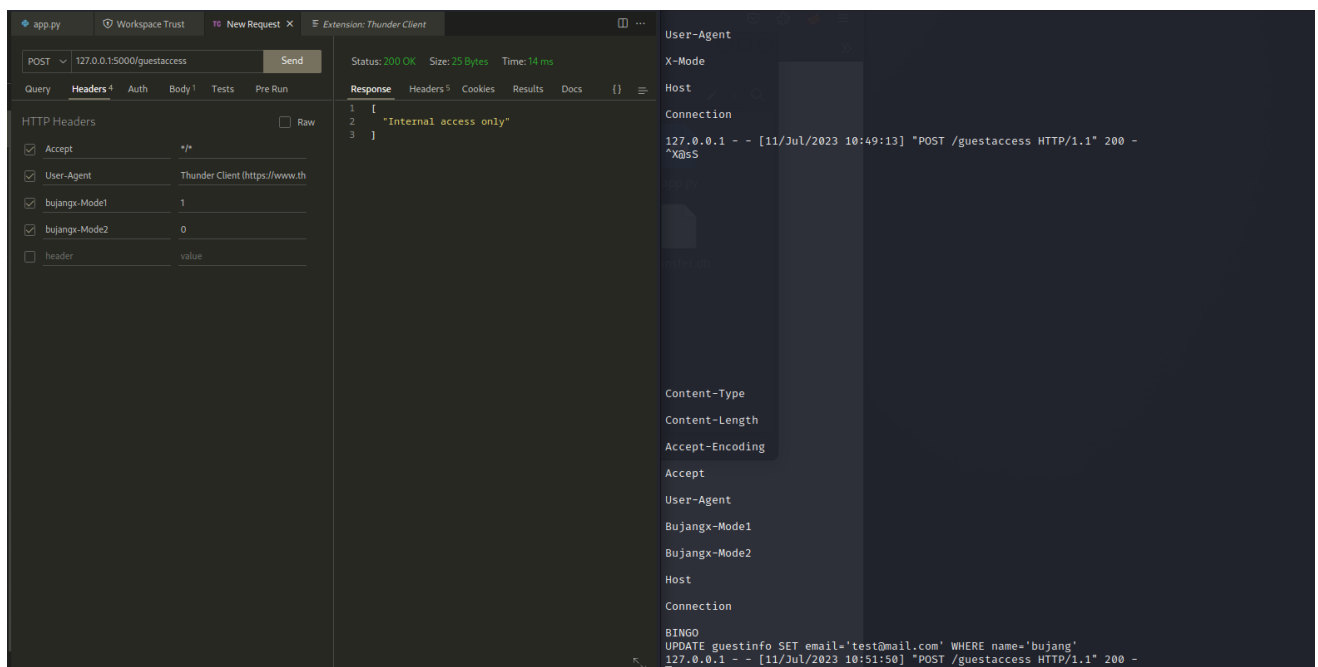 app.py Workspace Trust TC New Request × Extension: Thunder Client ...
POST 127.0.0.1:5000/guestaccess Send
Query Headers 4 Auth Body 1 Tests Pre Run
HTTP Headers Raw
Accept */*
User-Agent Thunder Client (https://www.th
bujangx-Mode1 1
bujangx-Mode2 0
header value
Status: 200 OK Size: 25 Bytes Time: 14 ms
Response Headers 5 Cookies Results Docs {}
1 [
2 "Internal access only"
3 ]
User-Agent
X-Mode
Host
Connection
127.0.0.1 - - [11/Jul/2023 10:49:13] "POST /guestaccess HTTP/1.1" 200 -
^X@sS
Content-Type
Content-Length
Accept-Encoding
Accept
User-Agent
Bujangx-Mode1
Bujangx-Mode2
Host
Connection
BINGO
UPDATE guestinfo SET email='test@mail.com' WHERE name='bujang'
127.0.0.1 - - [11/Jul/2023 10:51:50] "POST /guestaccess HTTP/1.1" 200 -